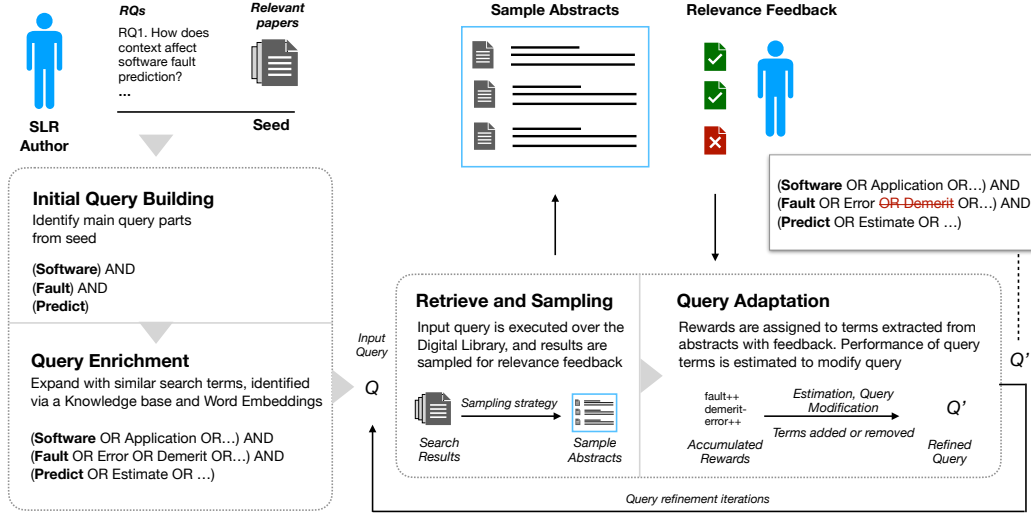 RQs
RQ1. How does
context affect
software fault
prediction?
...
Relevant
papers
SLR
Author
Seed
Initial Query Building
Identify main query parts
from seed
(Software) AND
(Fault) AND
(Predict)
Query Enrichment
Expand with similar search terms, identified
via a Knowledge base and Word Embeddings
(Software OR Application OR...) AND
(Fault OR Error OR Demerit OR...) AND
(Predict OR Estimate OR ...)
Input
Query
Q
Sample Abstracts
Relevance Feedback
(Software OR Application OR...) AND
(Fault OR Error OR Demerit OR...) AND
(Predict OR Estimate OR ...)
Retrieve and Sampling
Input query is executed over the
Digital Library, and results are
sampled for relevance feedback
Sampling strategy
Search
Results
Sample
Abstracts
Query Adaptation
Rewards are assigned to terms extracted from
abstracts with feedback. Performance of query
terms is estimated to modify query
fault++
demerit-
error++
Accumulated
Rewards
Estimation, Query
Modification
Terms added or removed
Q'
Refined
Query
Q'
Query refinement iterations